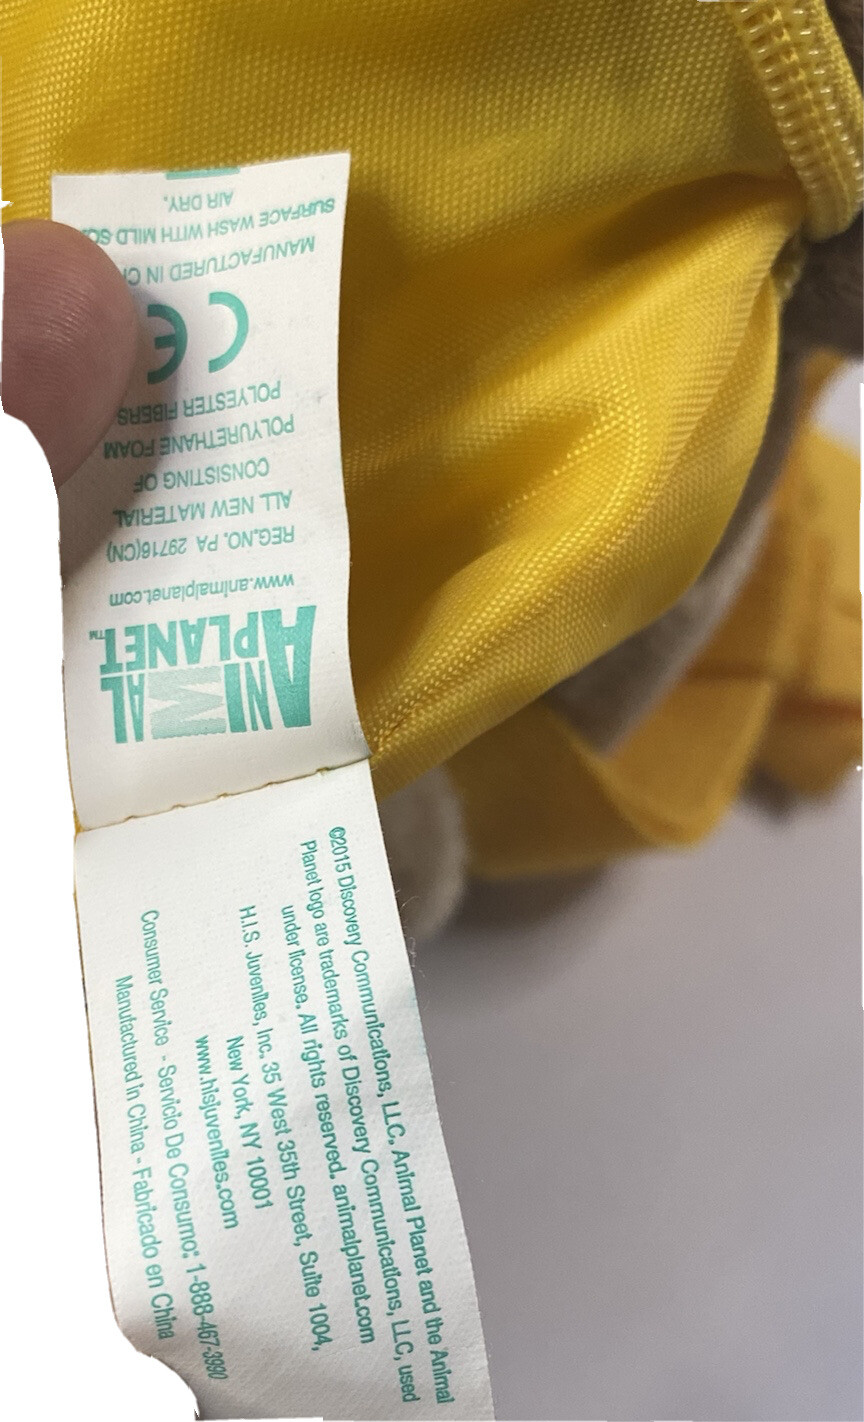 ANIMAL
PLANET™
www.animalplanet.com
REG.NO. PA 29716(CN)
ALL NEW MATERIAL
CONSISTING OF
POLYURETHANE FOAM
POLYESTER FIBERS
CE
MANUFACTURED IN
SURFACE WASH WITH MILD
AIR DRY.
©2015 Discovery Communications, LLC. Animal Planet and the Animal
Planet logo are trademarks of Discovery Communications, LLC, used
under license. All rights reserved. animalplanet.com
H.I.S. Juveniles, Inc. 35 West 35th Street, Suite 1004,
New York, NY 10001
www.hisjuveniles.com
Consumer Service - Servicio De Consumo: 1-888-467-3990
Manufactured in China - Fabricado en China